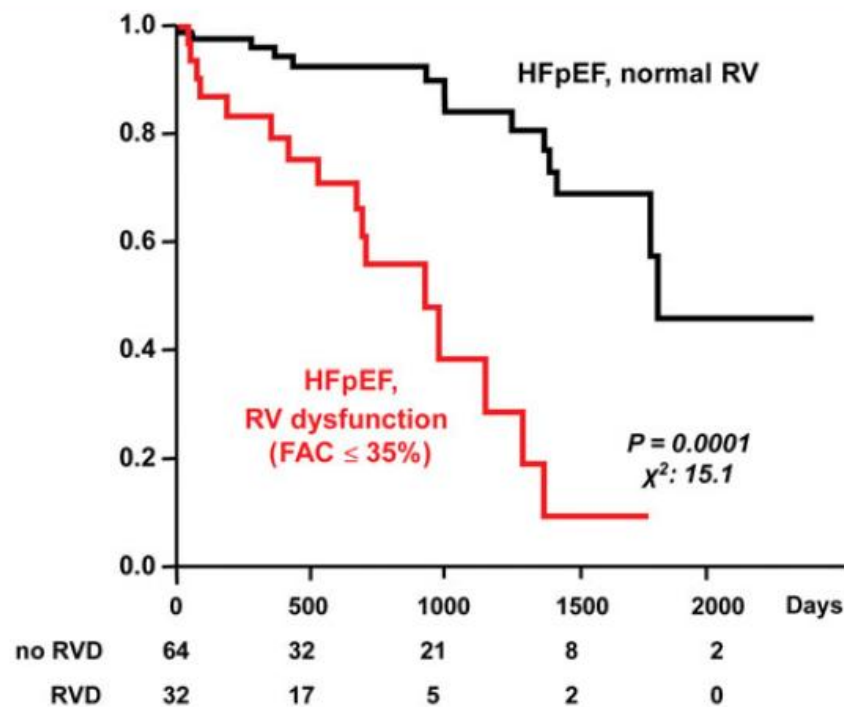 1.0
HFpEF, normal RV
0.8
0.6
0.4
HFpEF,
RV dysfunction
(FAC ≤ 35%)
P = 0.0001
χ²: 15.1
0.2
0.0
0 500 1000 1500 2000 Days
no RVD 64 32 21 8 2
RVD 32 17 5 2 0